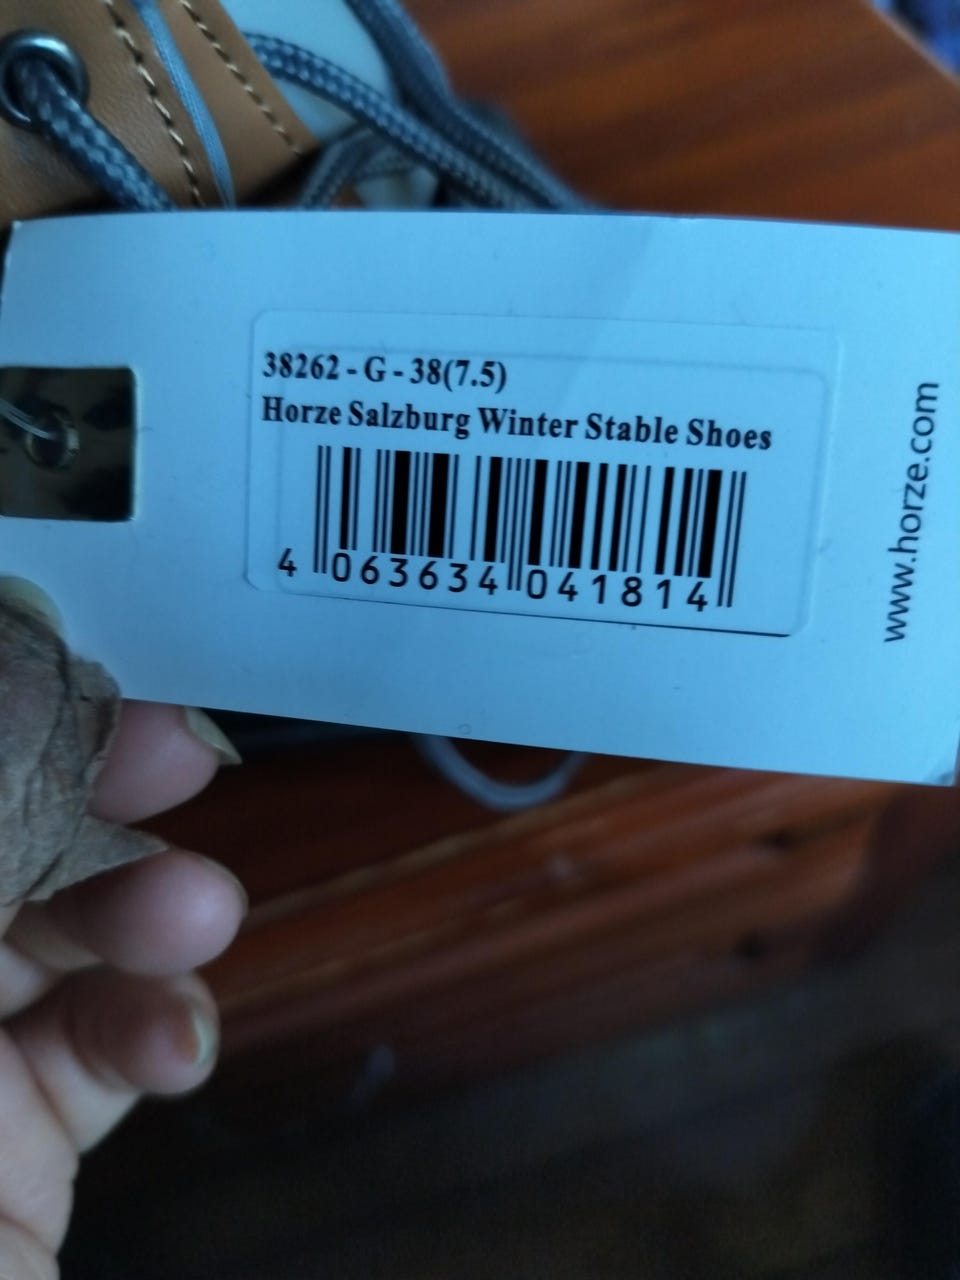 38262 - G - 38(7.5)
Horze Salzburg Winter Stable Shoes
4 063634 041814
www.horze.com